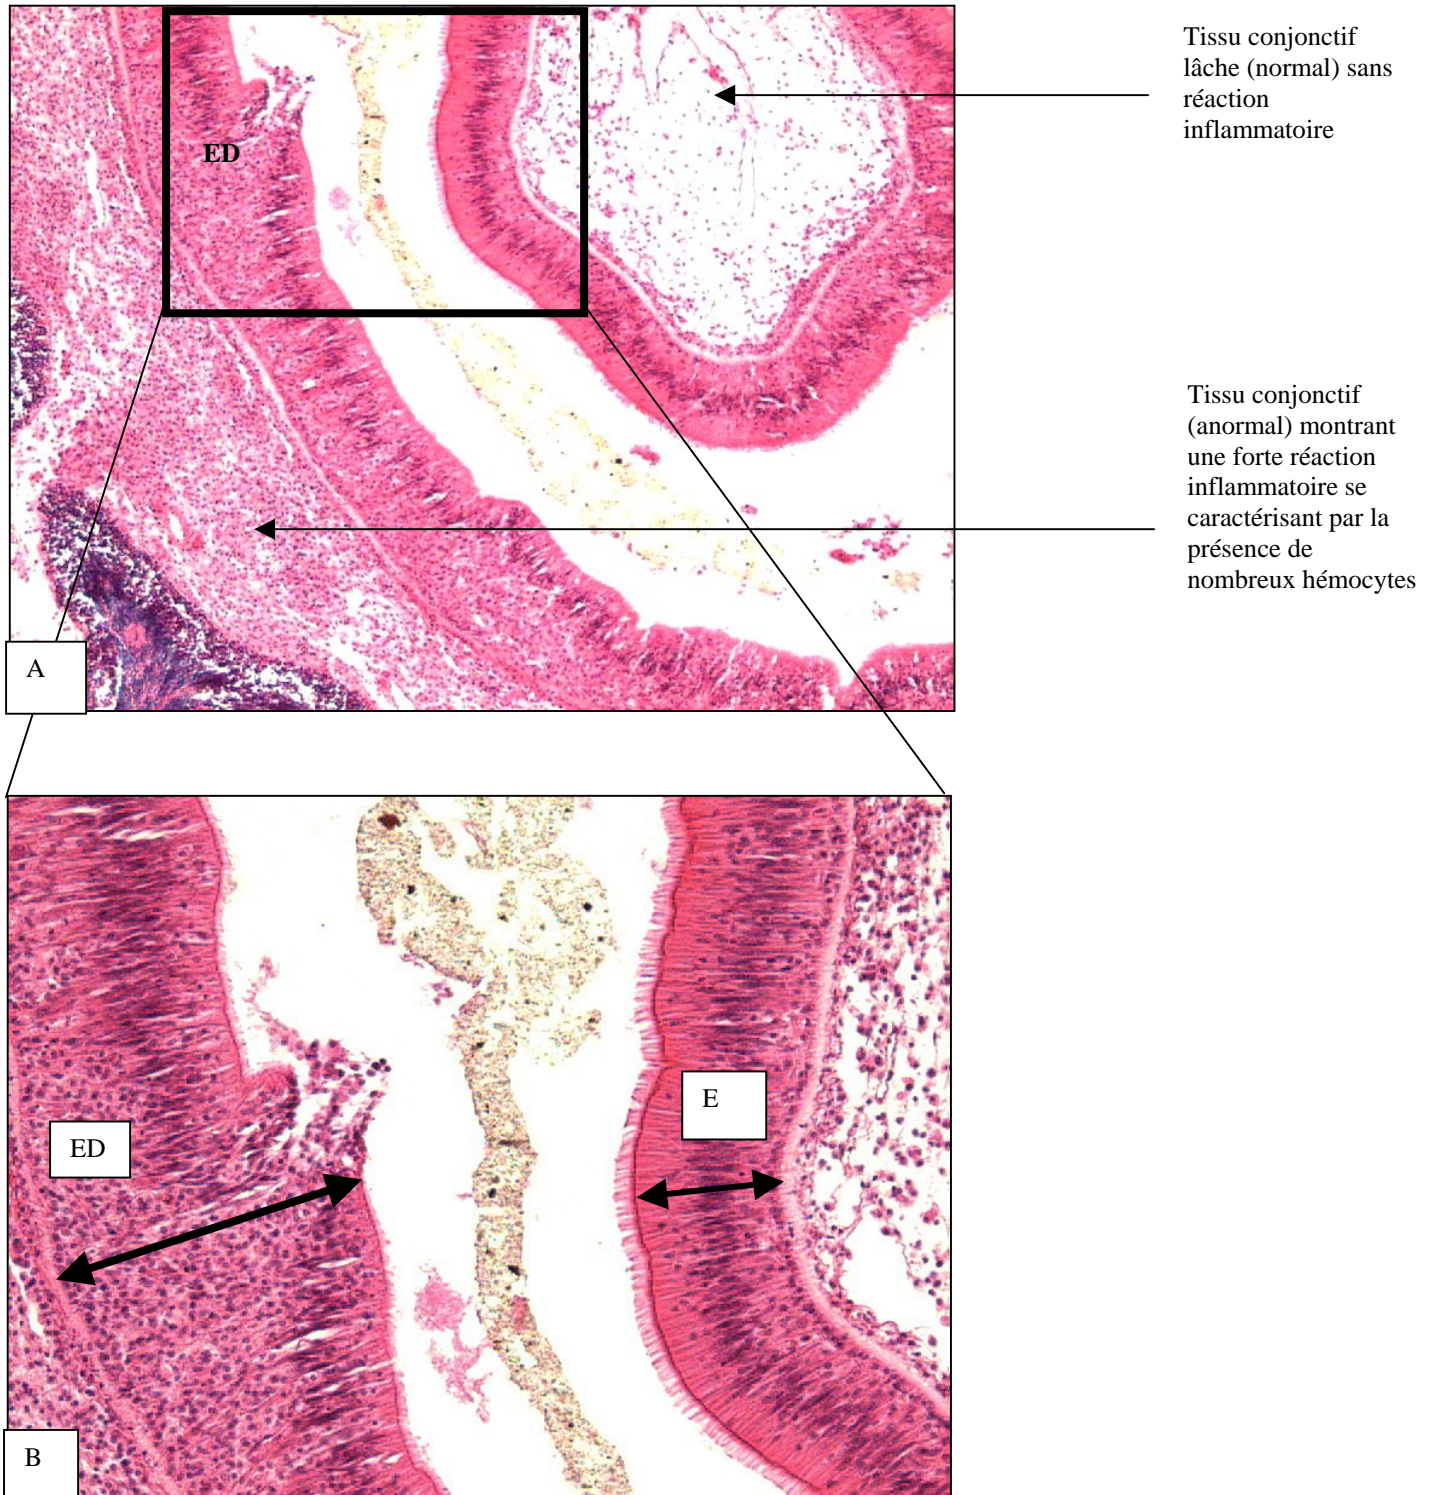 Tissu conjonctif
lâche (normal) sans
réaction
inflammatoire
ED
Tissu conjonctif
(anormal) montrant
une forte réaction
inflammatoire se
caractérisant par la
présence de
nombreux hémocytes
A
E
ED
B